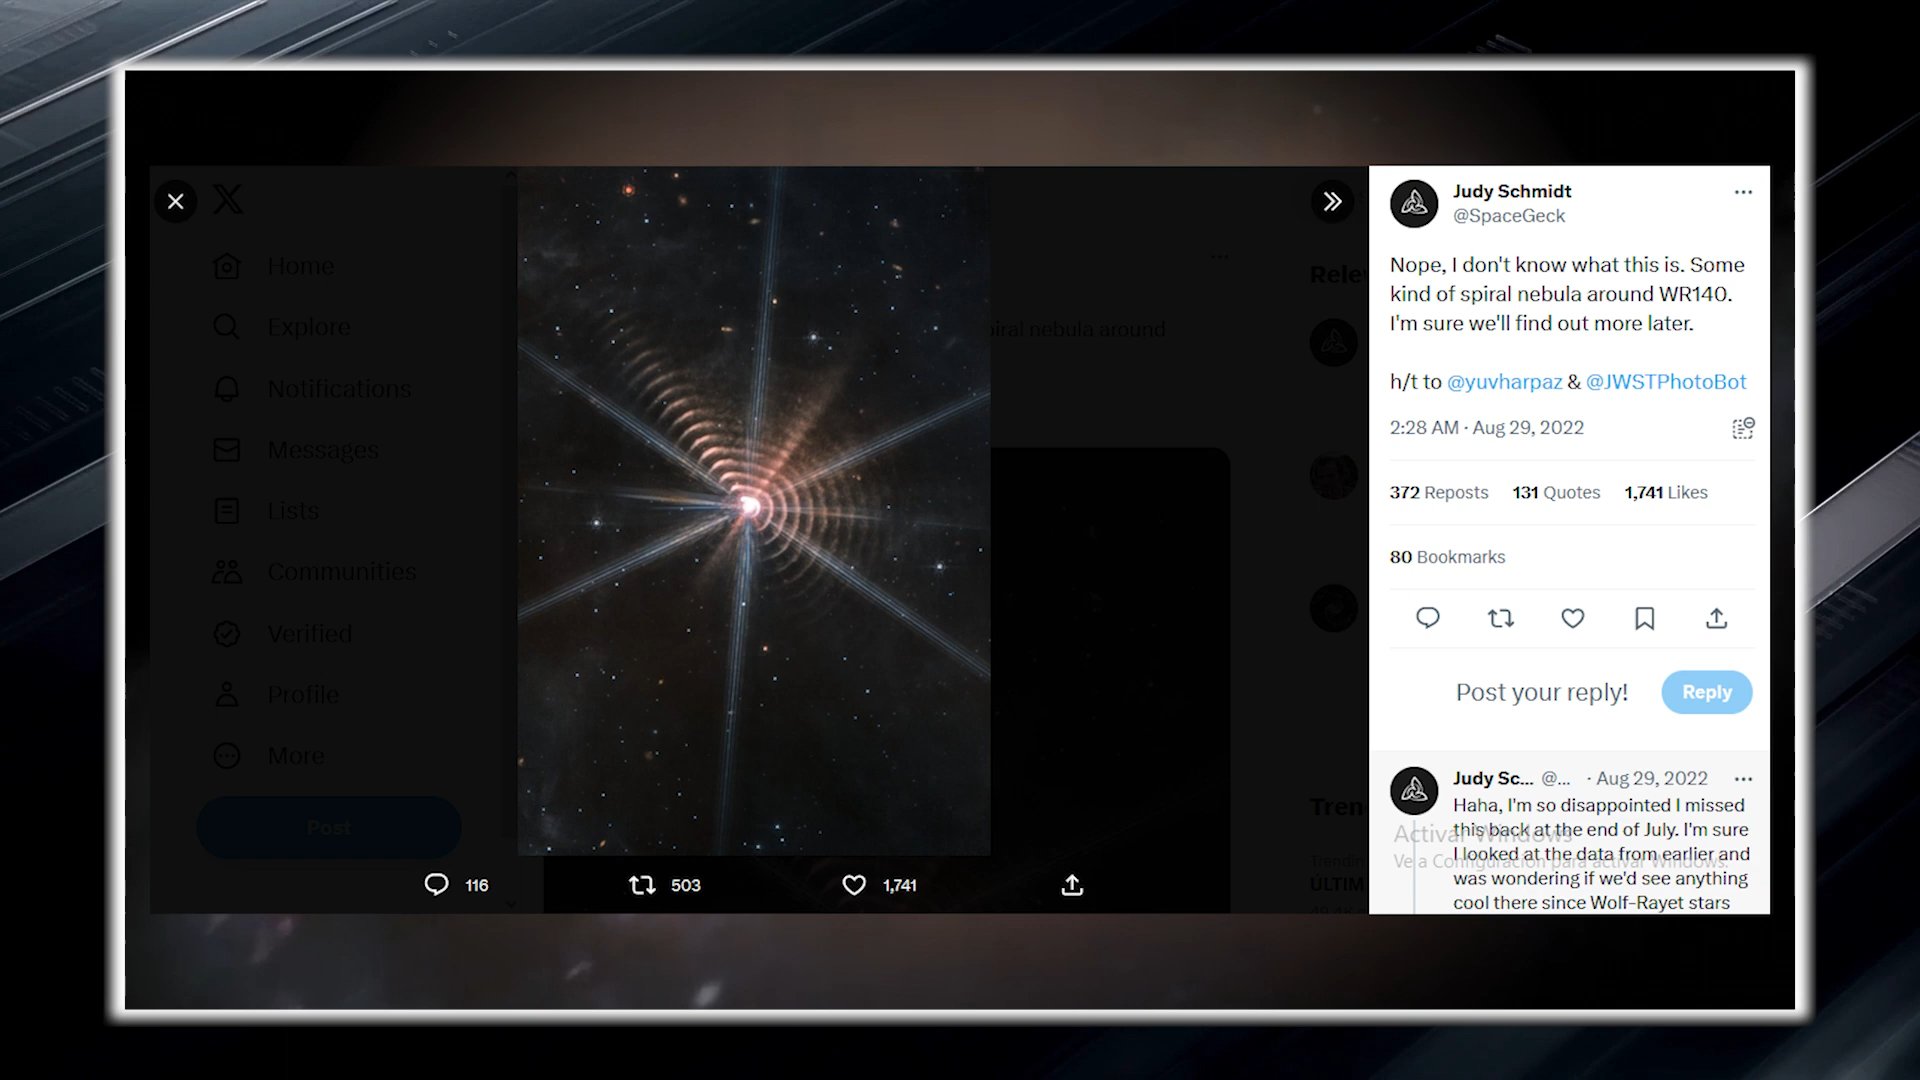 Home
Explore
Notifications
Messages
Lists
Communities
Verified
Profile
More
Post
iral nebula around
116
503
1,741
Rele
Tren
Judy Schmidt
@SpaceGeck
Nope, I don't know what this is. Some
kind of spiral nebula around WR140.
I'm sure we'll find out more later.
h/t to @yuvharpaz & @JWSTPhotoBot
2:28 AM · Aug 29, 2022
372 Reposts 131 Quotes 1,741 Likes
80 Bookmarks
Post your reply!
Reply
Judy Sc... @... · Aug 29, 2022
Haha, I'm so disappointed I missed
this back at the end of July. I'm sure
I looked at the data from earlier and
was wondering if we'd see anything
cool there since Wolf-Rayet stars
Activar Windows
Ve a Configuración para activar Windows.